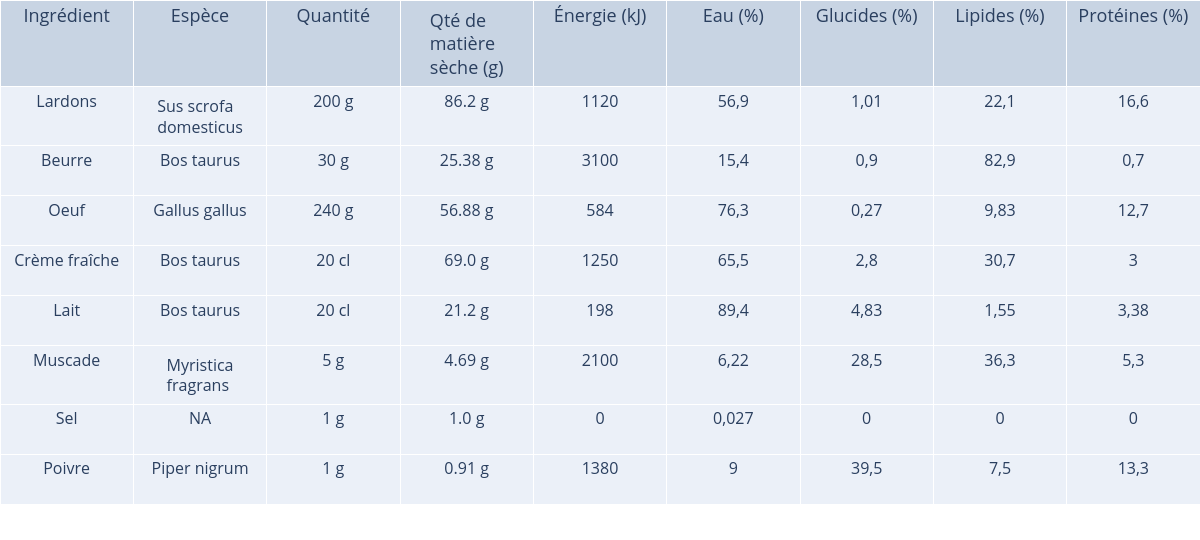 Ingrédient Espèce Quantité Qté de matière sèche (g) Énergie (kJ) Eau (%) Glucides (%) Lipides (%) Protéines (%)
Lardons Sus scrofa domesticus 200 g 86.2 g 1120 56,9 1,01 22,1 16,6
Beurre Bos taurus 30 g 25.38 g 3100 15,4 0,9 82,9 0,7
Oeuf Gallus gallus 240 g 56.88 g 584 76,3 0,27 9,83 12,7
Crème fraîche Bos taurus 20 cl 69.0 g 1250 65,5 2,8 30,7 3
Lait Bos taurus 20 cl 21.2 g 198 89,4 4,83 1,55 3,38
Muscade Myristica fragrans 5 g 4.69 g 2100 6,22 28,5 36,3 5,3
Sel NA 1 g 1.0 g 0 0,027 0 0 0
Poivre Piper nigrum 1 g 0.91 g 1380 9 39,5 7,5 13,3